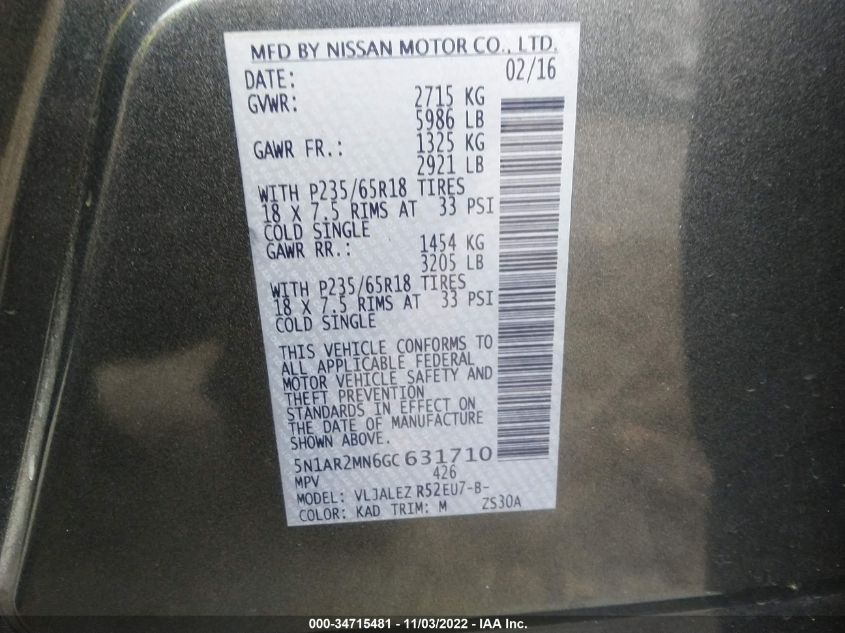 MFD BY NISSAN MOTOR CO., LTD.
DATE: 02/16
GVWR: 2715 KG
5986 LB
GAWR FR.: 1325 KG
2921 LB
WITH P235/65R18 TIRES
18 X 7.5 RIMS AT 33 PSI
COLD SINGLE
GAWR RR.: 1454 KG
3205 LB
WITH P235/65R18 TIRES
18 X 7.5 RIMS AT 33 PSI
COLD SINGLE
THIS VEHICLE CONFORMS TO
ALL APPLICABLE FEDERAL
MOTOR VEHICLE SAFETY AND
THEFT PREVENTION
STANDARDS IN EFFECT ON
THE DATE OF MANUFACTURE
SHOWN ABOVE.
5N1AR2MN6GC 631710
MPV 426
MODEL: VLJALEZ R52EU7-B-
COLOR: KAD TRIM: M ZS30A
000-34715481 - 11/03/2022 - IAA Inc.